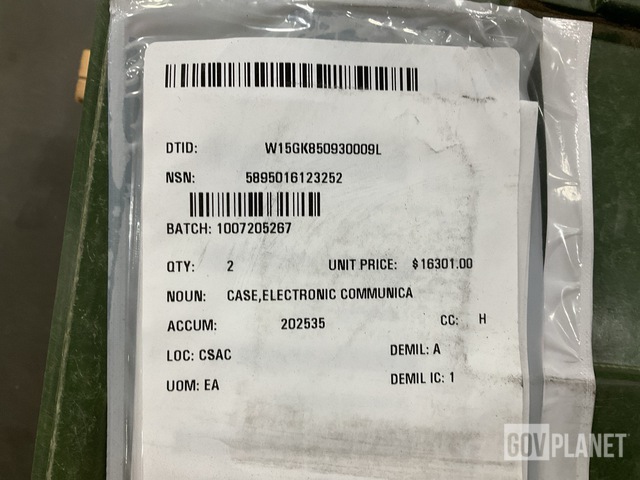 DTID: W15GK850930009L
NSN: 5895016123252
BATCH: 1007205267
QTY: 2 UNIT PRICE: $16301.00
NOUN: CASE,ELECTRONIC COMMUNICA
ACCUM: 202535 CC: H
LOC: CSAC DEMIL: A
UOM: EA DEMIL IC: 1
GOVPLANET